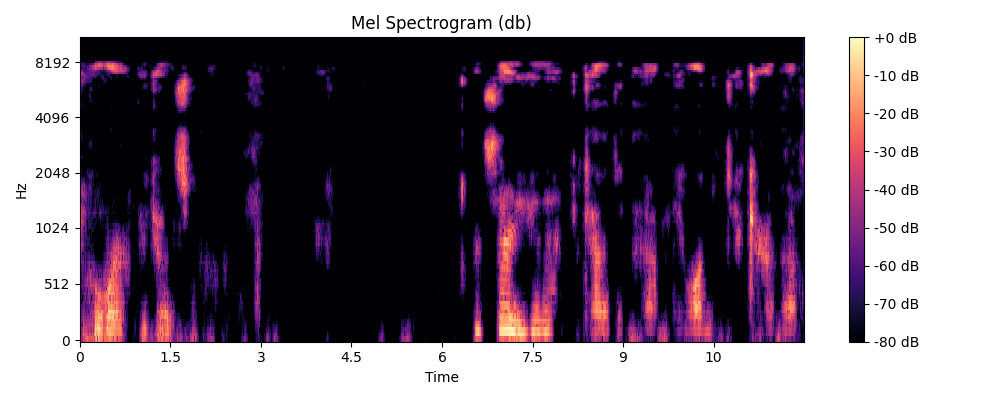 Mel Spectrogram (db)
8192
4096
2048
1024
512
0
Hz
0 1.5 3 4.5 6 7.5 9 10
Time
+0 dB
-10 dB
-20 dB
-30 dB
-40 dB
-50 dB
-60 dB
-70 dB
-80 dB